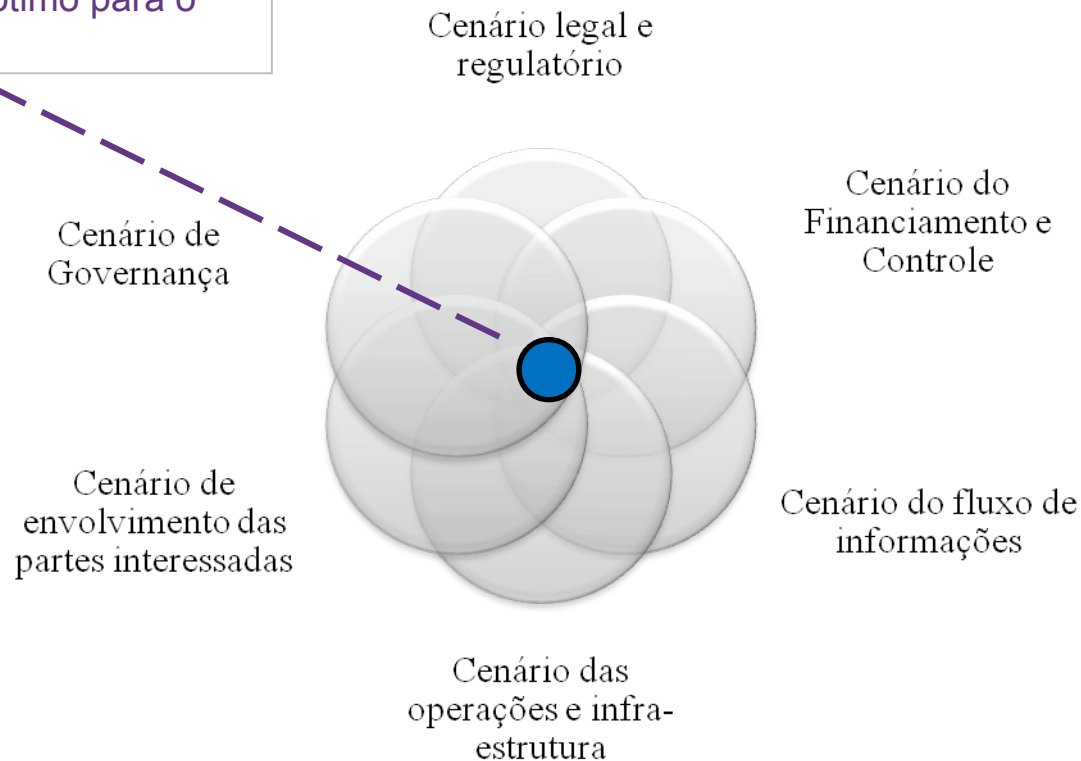 ótimo para o
Cenário legal e
regulatório
Cenário do
Financiamento e
Controle
Cenário de
Governança
Cenário de
envolvimento das
partes interessadas
Cenário do fluxo de
informações
Cenário das
operações e infra-
estrutura